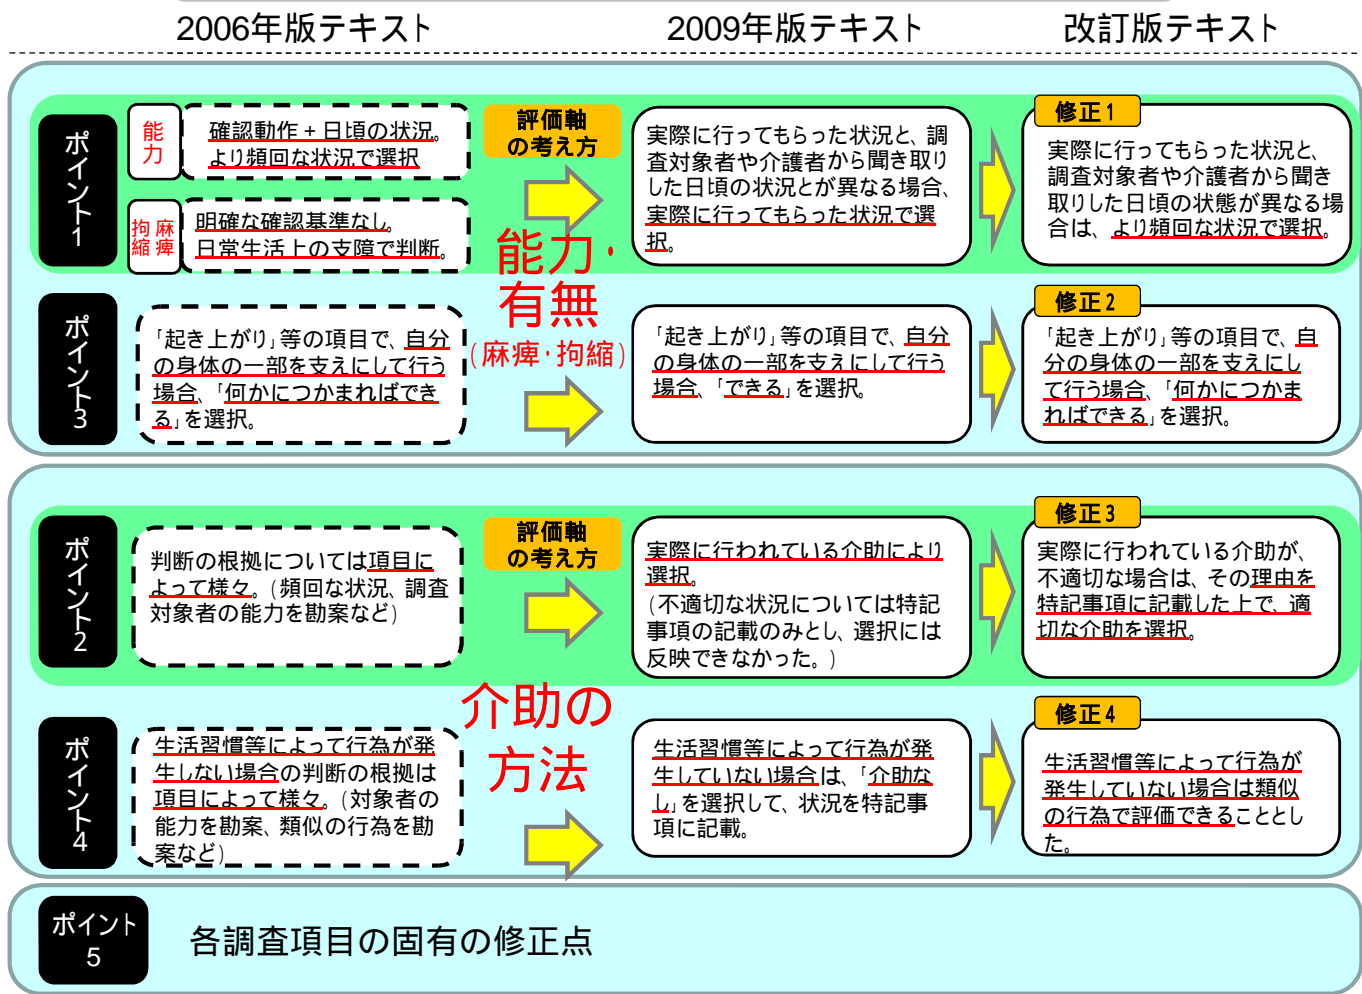 2006年版テキスト
2009年版テキスト
改訂版テキスト
ポイント1
能力
確認動作+日頃の状況。
より頻回な状況で選択
麻痺
拘縮
明確な確認基準なし。
日常生活上の支障で判断。
評価軸
の考え方
実際に行ってもらった状況と、調
査対象者や介護者から聞き取り
した日頃の状況とが異なる場合、
実際に行ってもらった状況で選
択。
修正1
実際に行ってもらった状況と、
調査対象者や介護者から聞き
取りした日頃の状態が異なる場
合は、より頻回な状況で選択。
能力・
有無
(麻痺・拘縮)
ポイント3
「起き上がり」等の項目で、自分
の身体の一部を支えにして行う
場合、「何かにつかまればでき
る」を選択。
「起き上がり」等の項目で、自分
の身体の一部を支えにして行う
場合、「できる」を選択。
修正2
「起き上がり」等の項目で、自
分の身体の一部を支えにし
て行う場合、「何かにつかま
ればできる」を選択。
ポイント2
判断の根拠については項目に
よって様々。(頻回な状況、調査
対象者の能力を勘案など)
評価軸
の考え方
実際に行われている介助により
選択。
(不適切な状況については特記
事項の記載のみとし、選択には
反映できなかった。)
修正3
実際に行われている介助が、
不適切な場合は、その理由を
特記事項に記載した上で、適
切な介助を選択。
介助の
方法
ポイント4
生活習慣等によって行為が発
生しない場合の判断の根拠は
項目によって様々。(対象者の
能力を勘案、類似の行為を勘
案など)
生活習慣等によって行為が発
生していない場合は、「介助な
し」を選択して、状況を特記事
項に記載。
修正4
生活習慣等によって行為が
発生していない場合は類似
の行為で評価できることとし
た。
ポイント
5
各調査項目の固有の修正点